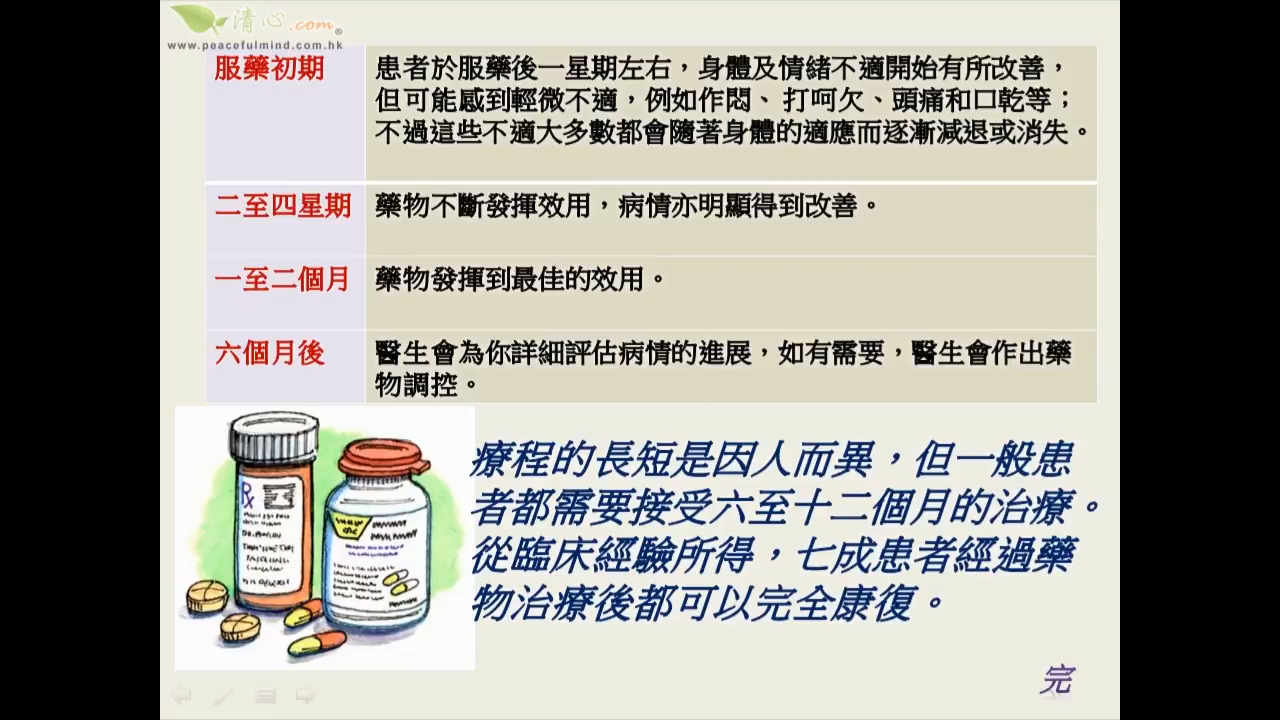 清心.com®
www.peacefulmind.com.hk
服藥初期
患者於服藥後一星期左右，身體及情緒不適開始有所改善，
但可能感到輕微不適，例如作悶、打呵欠、頭痛和口乾等；
不過這些不適大多數都會隨著身體的適應而逐漸減退或消失。
二至四星期
藥物不斷發揮效用，病情亦明顯得到改善。
一至二個月
藥物發揮到最佳的效用。
六個月後
醫生會為你詳細評估病情的進展，如有需要，醫生會作出藥
物調控。
療程的長短是因人而異，但一般患
者都需要接受六至十二個月的治療。
從臨床經驗所得，七成患者經過藥
物治療後都可以完全康復。
Rx
完